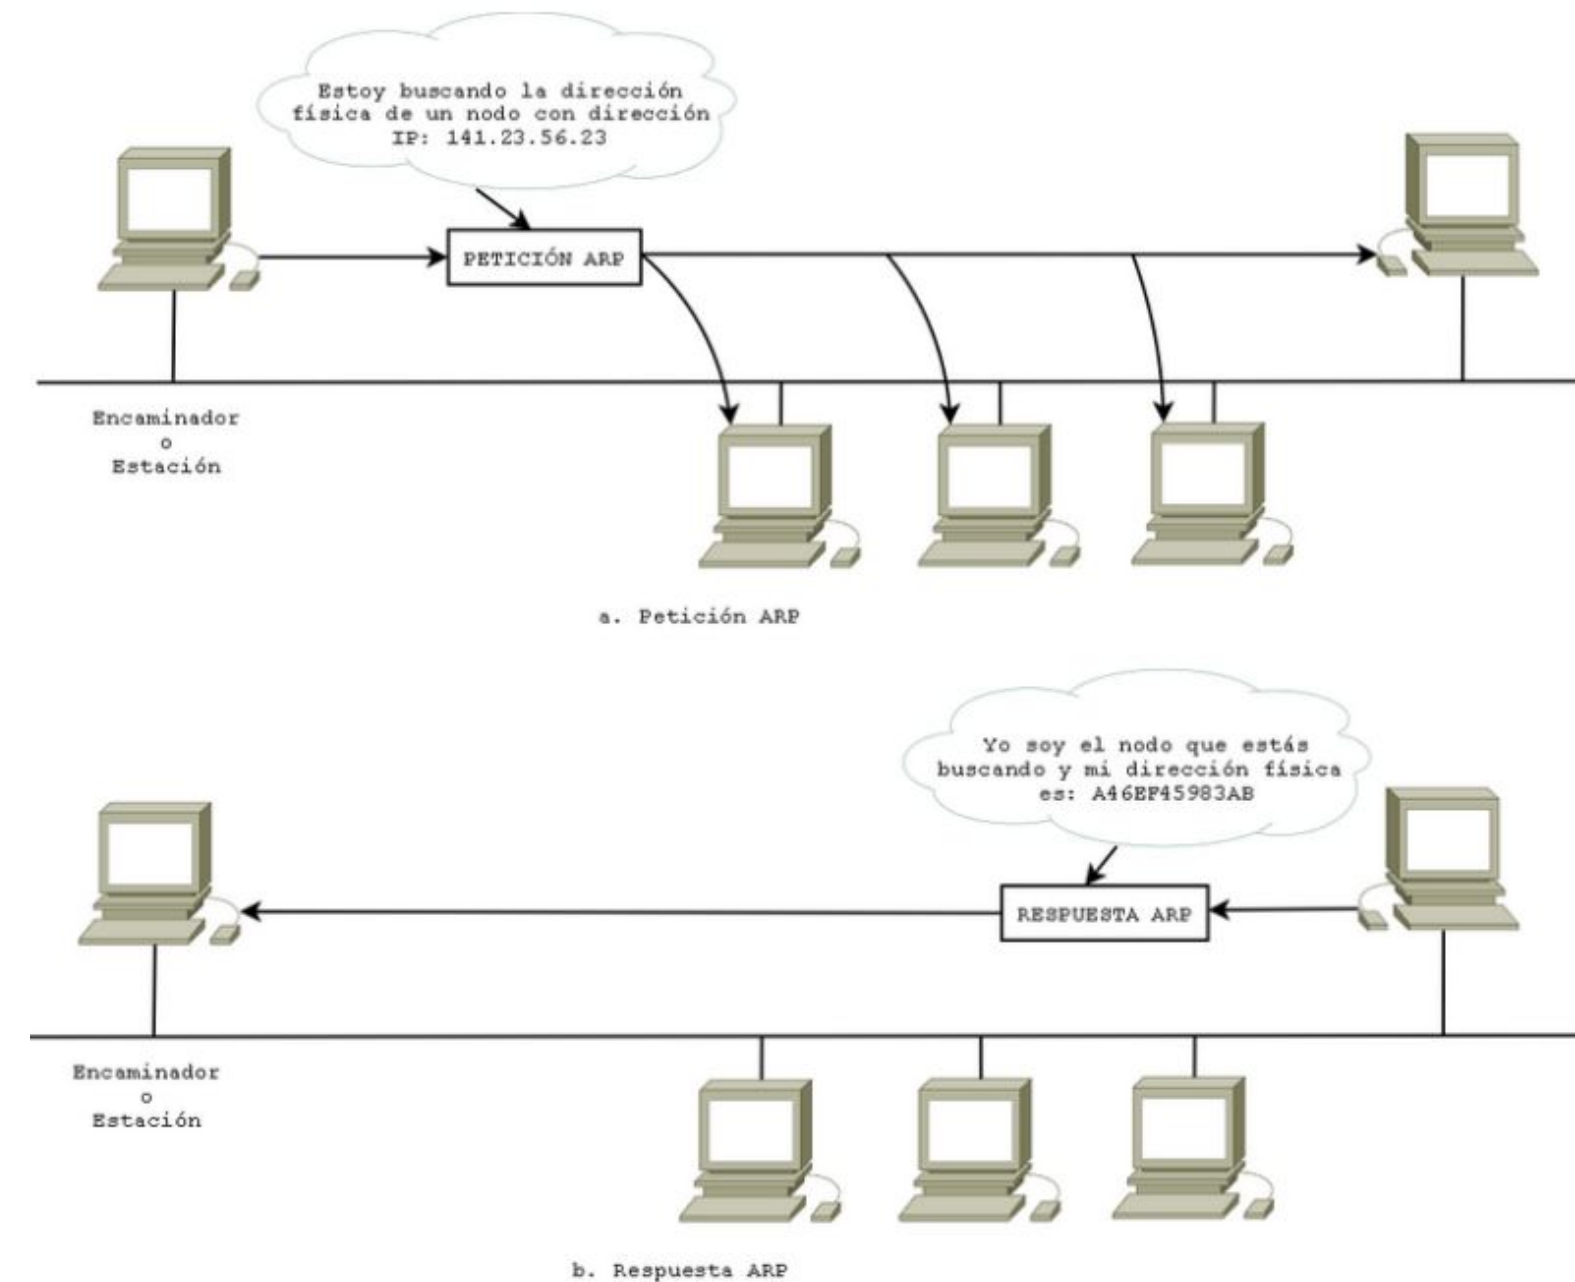 Estoy buscando la dirección
física de un nodo con dirección
IP: 141.23.56.23
PETICIÓN ARP
Encaminador
o
Estación
a. Petición ARP
Yo soy el nodo que estás
buscando y mi dirección física
es: A46EF45983AB
RESPUESTA ARP
Encaminador
o
Estación
b. Respuesta ARP